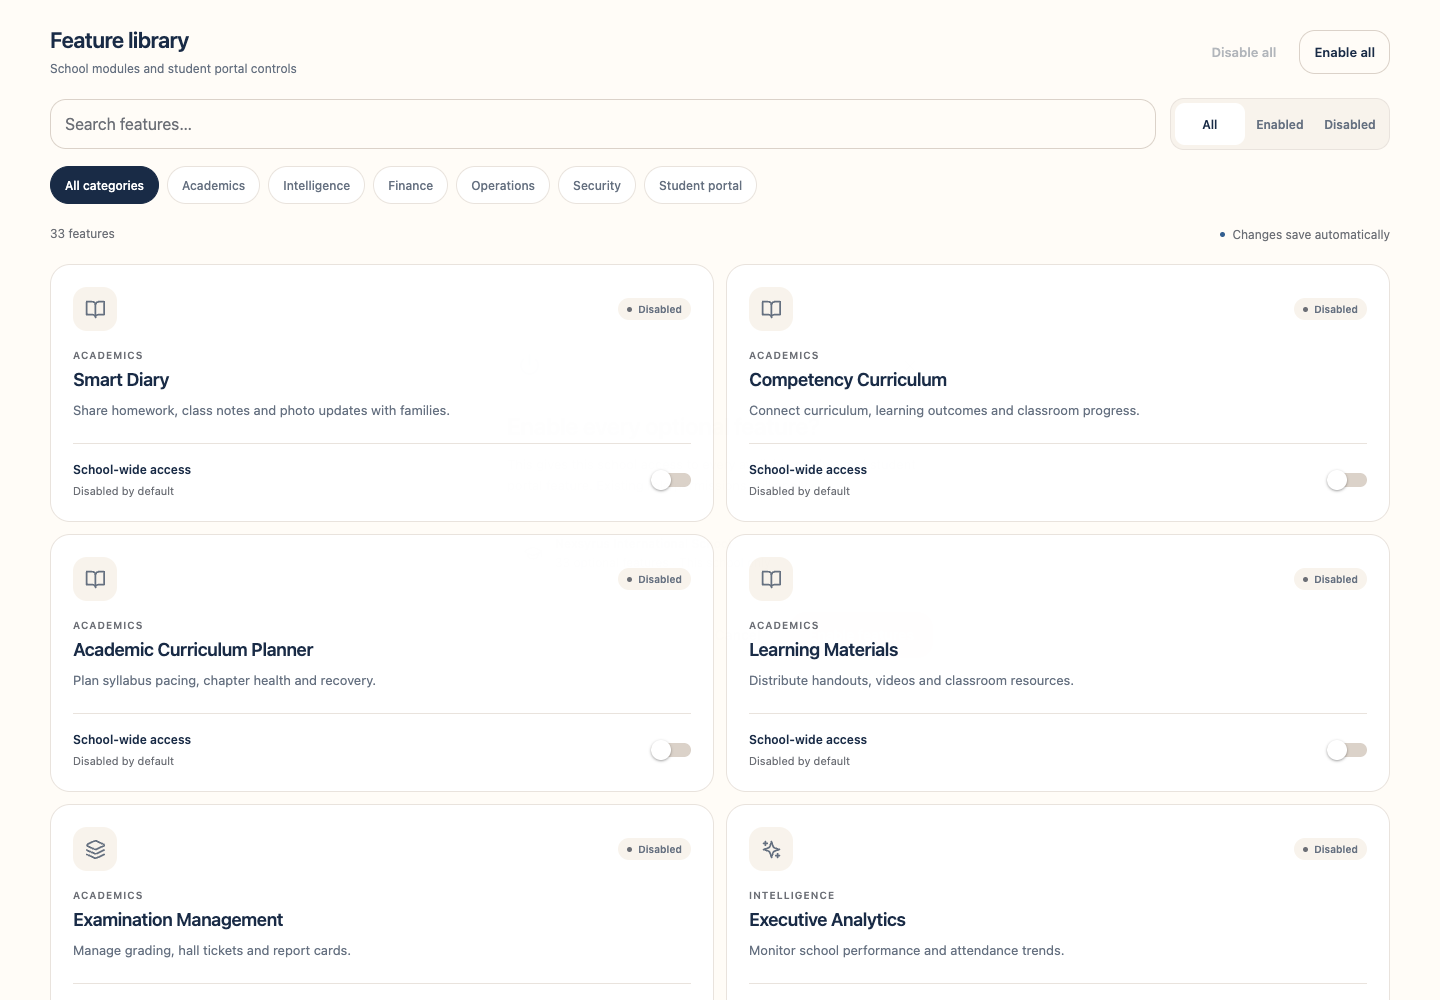 Feature library
School modules and student portal controls
Disable all
Enable all
Search features...
All
Enabled
Disabled
All categories
Academics
Intelligence
Finance
Operations
Security
Student portal
33 features
Changes save automatically
Disabled
ACADEMICS
Smart Diary
Share homework, class notes and photo updates with families.
School-wide access
Disabled by default
Disabled
ACADEMICS
Competency Curriculum
Connect curriculum, learning outcomes and classroom progress.
School-wide access
Disabled by default
Disabled
ACADEMICS
Academic Curriculum Planner
Plan syllabus pacing, chapter health and recovery.
School-wide access
Disabled by default
Disabled
ACADEMICS
Learning Materials
Distribute handouts, videos and classroom resources.
School-wide access
Disabled by default
Disabled
ACADEMICS
Examination Management
Manage grading, hall tickets and report cards.
Disabled
INTELLIGENCE
Executive Analytics
Monitor school performance and attendance trends.